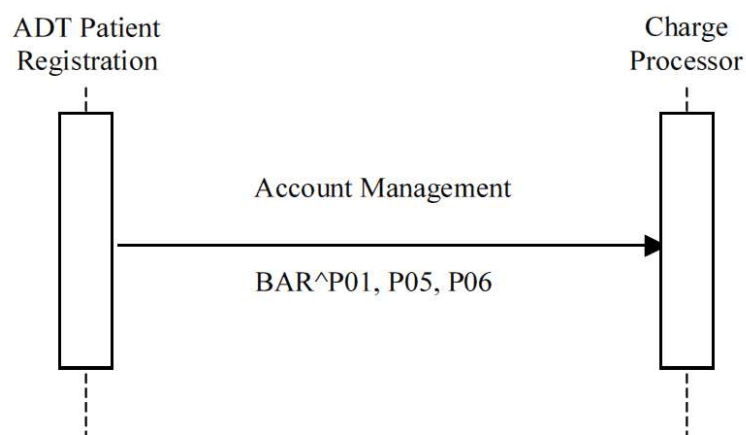 ADT Patient
Registration
Charge
Processor
Account Management
BAR^P01, P05, P06